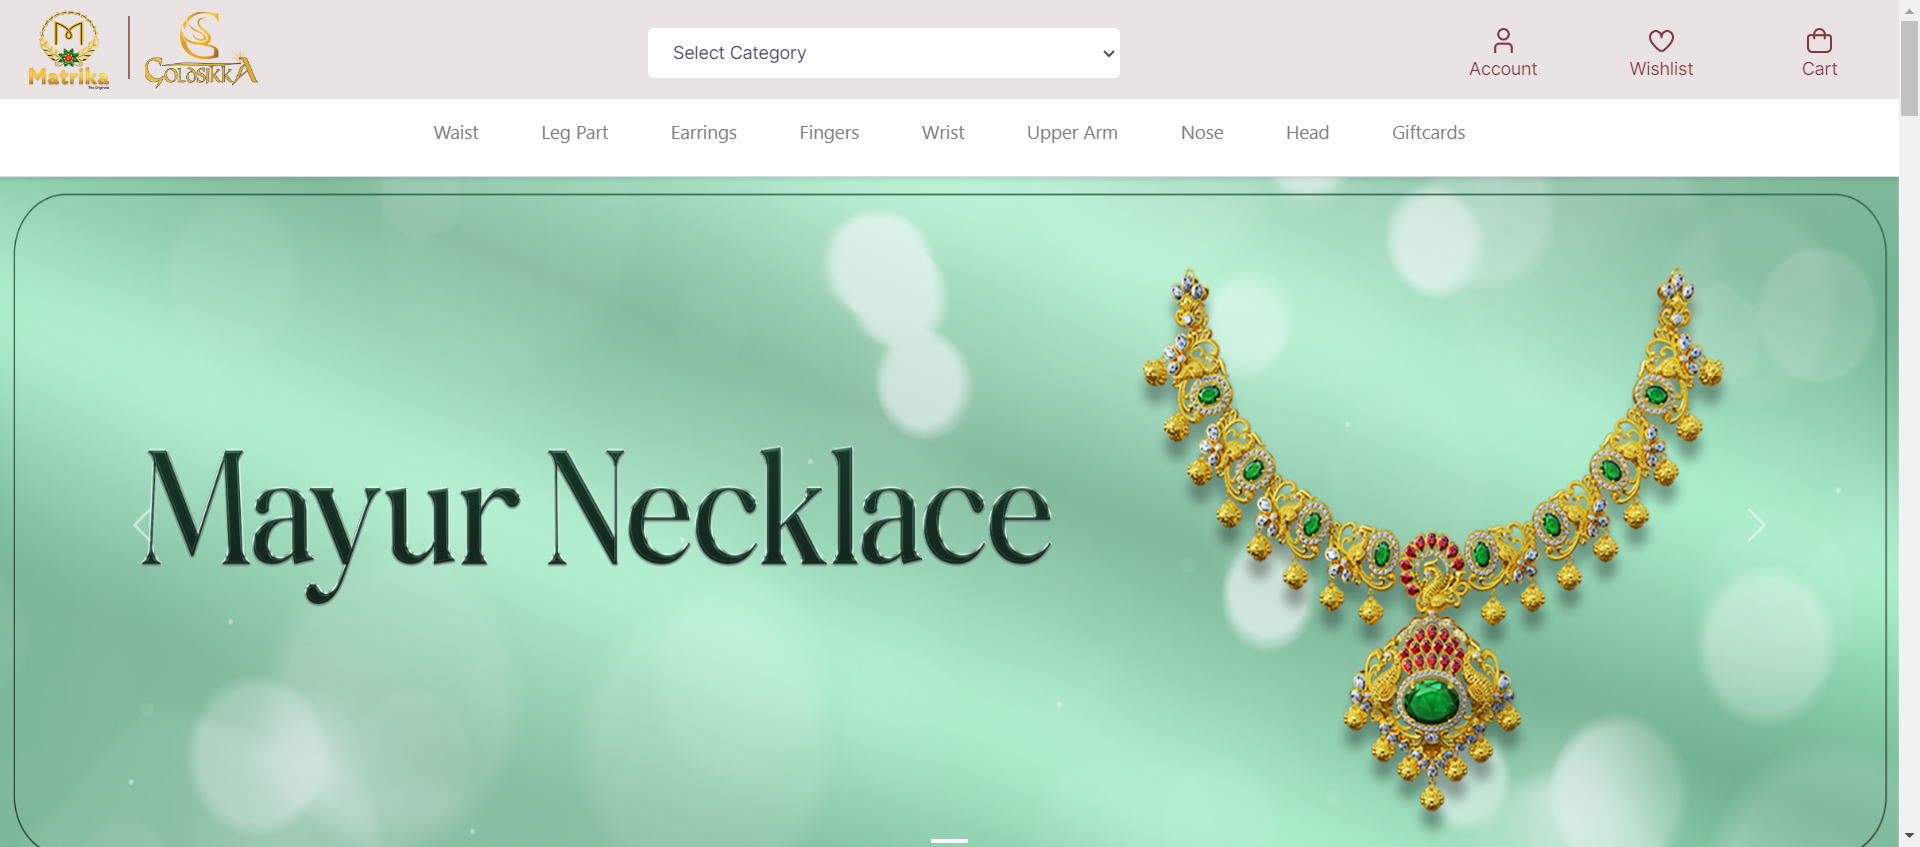 Matrika
GOLDSIKKA
Select Category
Account
Wishlist
Cart
Waist
Leg Part
Earrings
Fingers
Wrist
Upper Arm
Nose
Head
Giftcards
Mayur Necklace